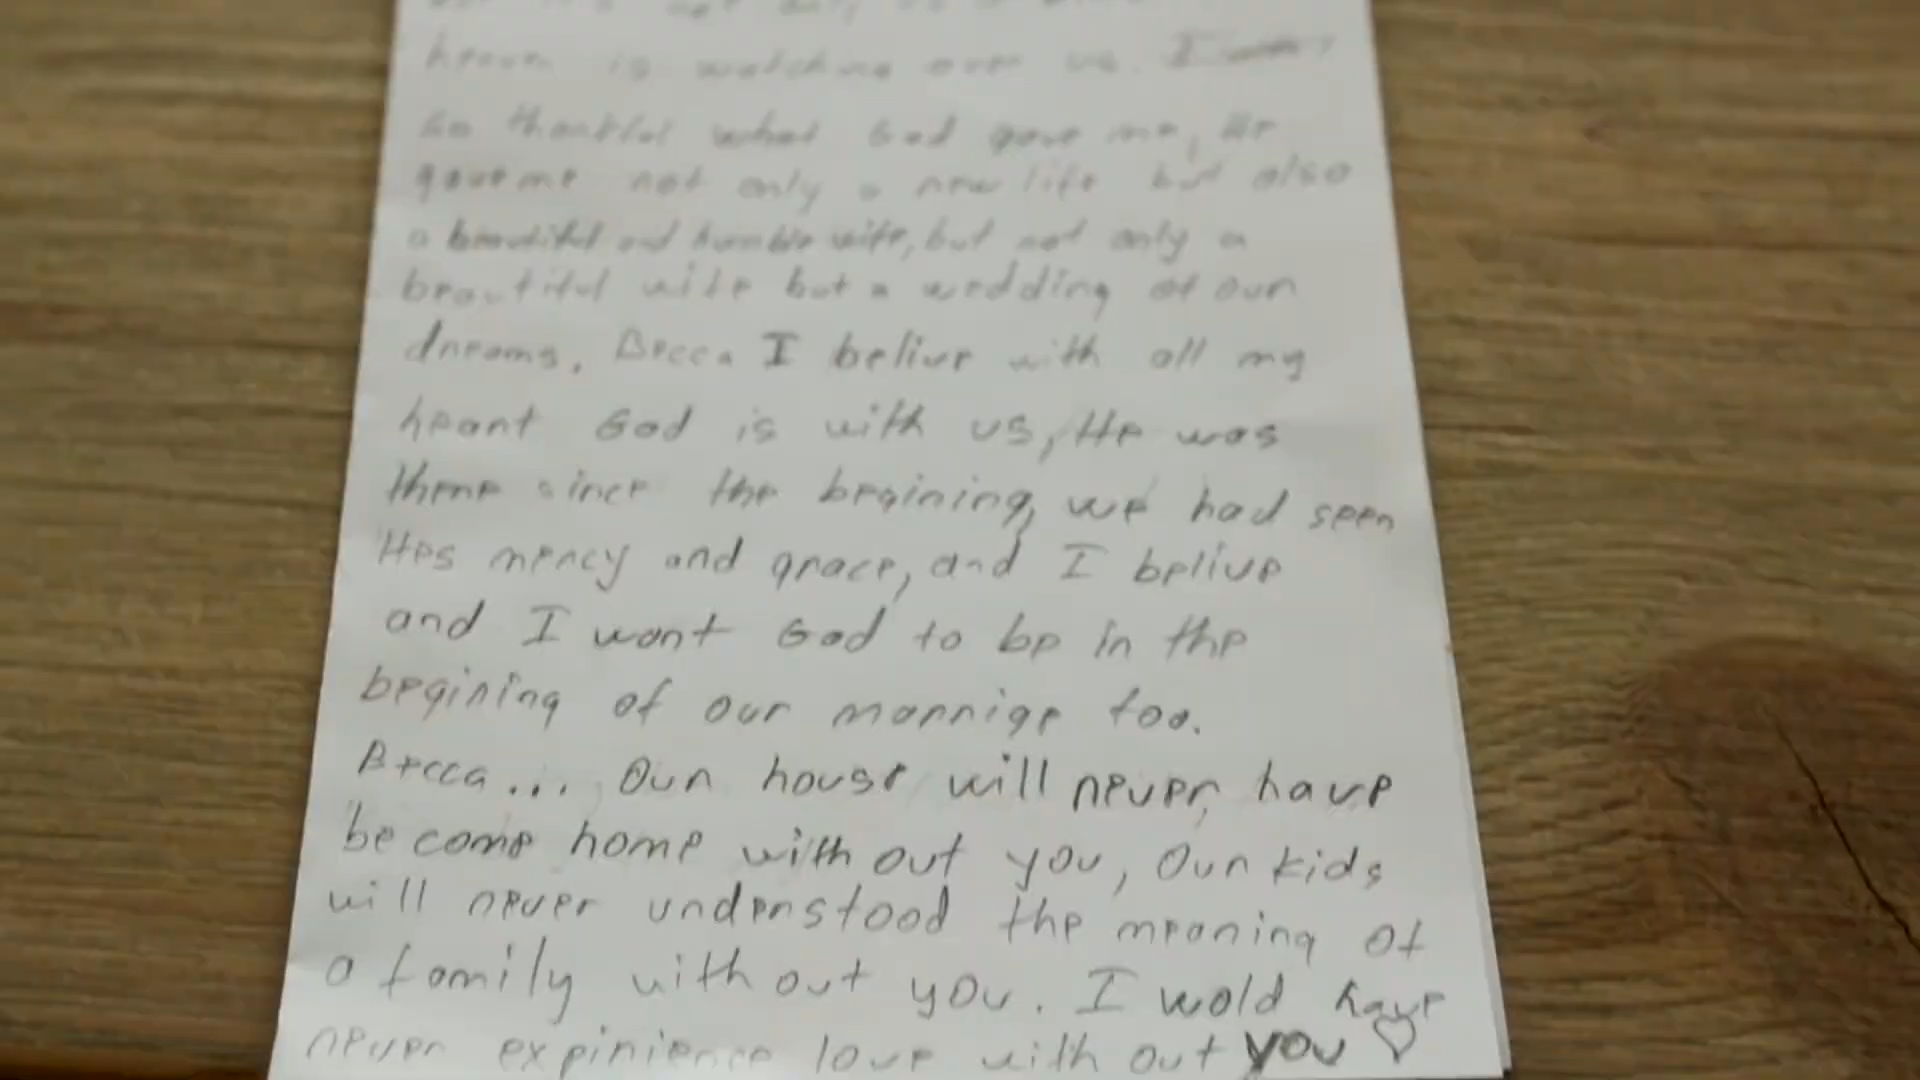 is watching over us. I
so thankful what God gave me, He
gave me not only a new life but also
a beautiful and humble wife, but not only a
beautiful wife but a wedding of our
dreams. Becca I belive with all my
heart God is with us, He was
there since the begining, we had seen
Hes mercy and grace, and I belive
and I want God to be in the
begining of our marrige too.
Becca... Our house will never have
become home with out you, Our kids
will never understood the meaning of
a family with out you. I wold have
never expirience love with out you ♡